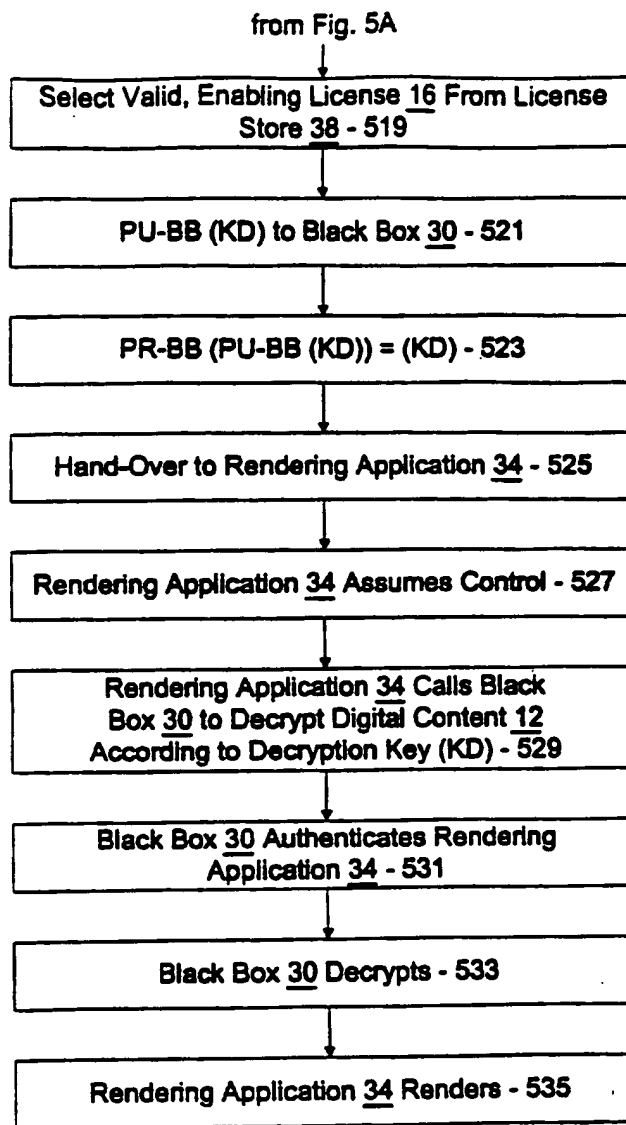 from Fig. 5A
Select Valid, Enabling License 16 From License
Store 38 - 519
PU-BB (KD) to Black Box 30 - 521
PR-BB (PU-BB (KD)) = (KD) - 523
Hand-Over to Rendering Application 34 - 525
Rendering Application 34 Assumes Control - 527
Rendering Application 34 Calls Black
Box 30 to Decrypt Digital Content 12
According to Decryption Key (KD) - 529
Black Box 30 Authenticates Rendering
Application 34 - 531
Black Box 30 Decrypts - 533
Rendering Application 34 Renders - 535